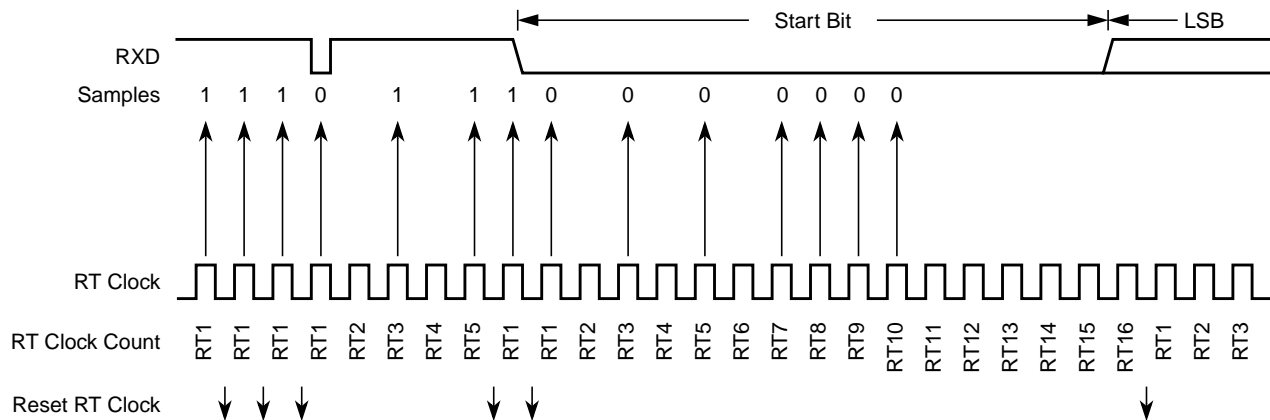 Start Bit LSB
RXD
Samples 1 1 1 0 1 1 1 0 0 0 0 0 0 0
RT Clock
RT Clock Count RT1 RT1 RT1 RT1 RT2 RT3 RT4 RT5 RT1 RT1 RT2 RT3 RT4 RT5 RT6 RT7 RT8 RT9 RT10 RT11 RT12 RT13 RT14 RT15 RT16 RT1 RT2 RT3
Reset RT Clock